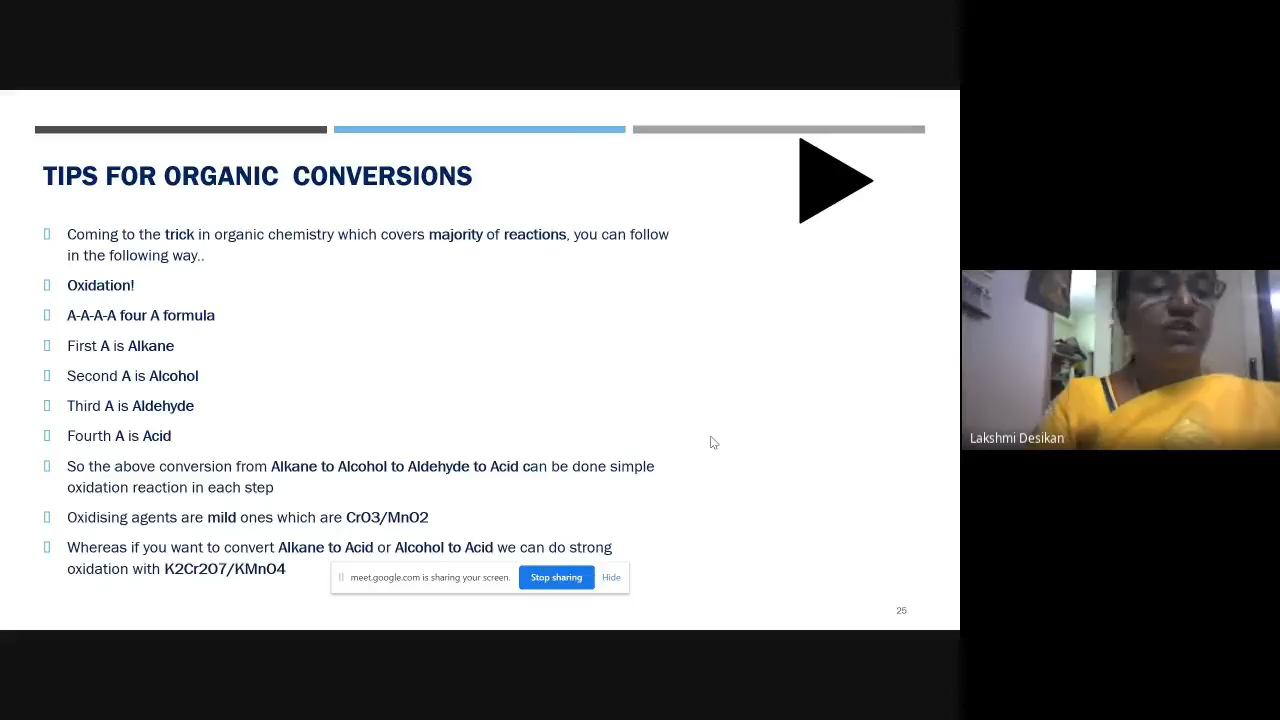 TIPS FOR ORGANIC CONVERSIONS
Coming to the trick in organic chemistry which covers majority of reactions, you can follow
in the following way..
Oxidation!
A-A-A-A four A formula
First A is Alkane
Second A is Alcohol
Third A is Aldehyde
Fourth A is Acid
So the above conversion from Alkane to Alcohol to Aldehyde to Acid can be done simple
oxidation reaction in each step
Oxidising agents are mild ones which are CrO3/MnO2
Whereas if you want to convert Alkane to Acid or Alcohol to Acid we can do strong
oxidation with K2Cr2O7/KMnO4
meet.google.com is sharing your screen.
Stop sharing
Hide
25
Lakshmi Desikan